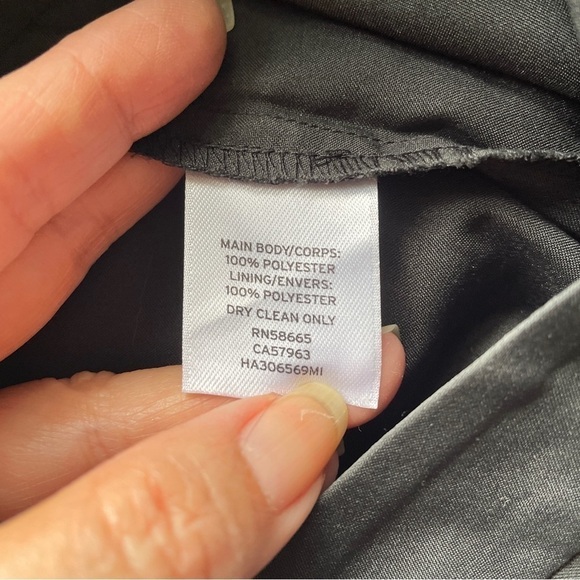 MAIN BODY/CORPS:
100% POLYESTER
LINING/ENVERS:
100% POLYESTER
DRY CLEAN ONLY
RN58665
CA57963
HA306569MI